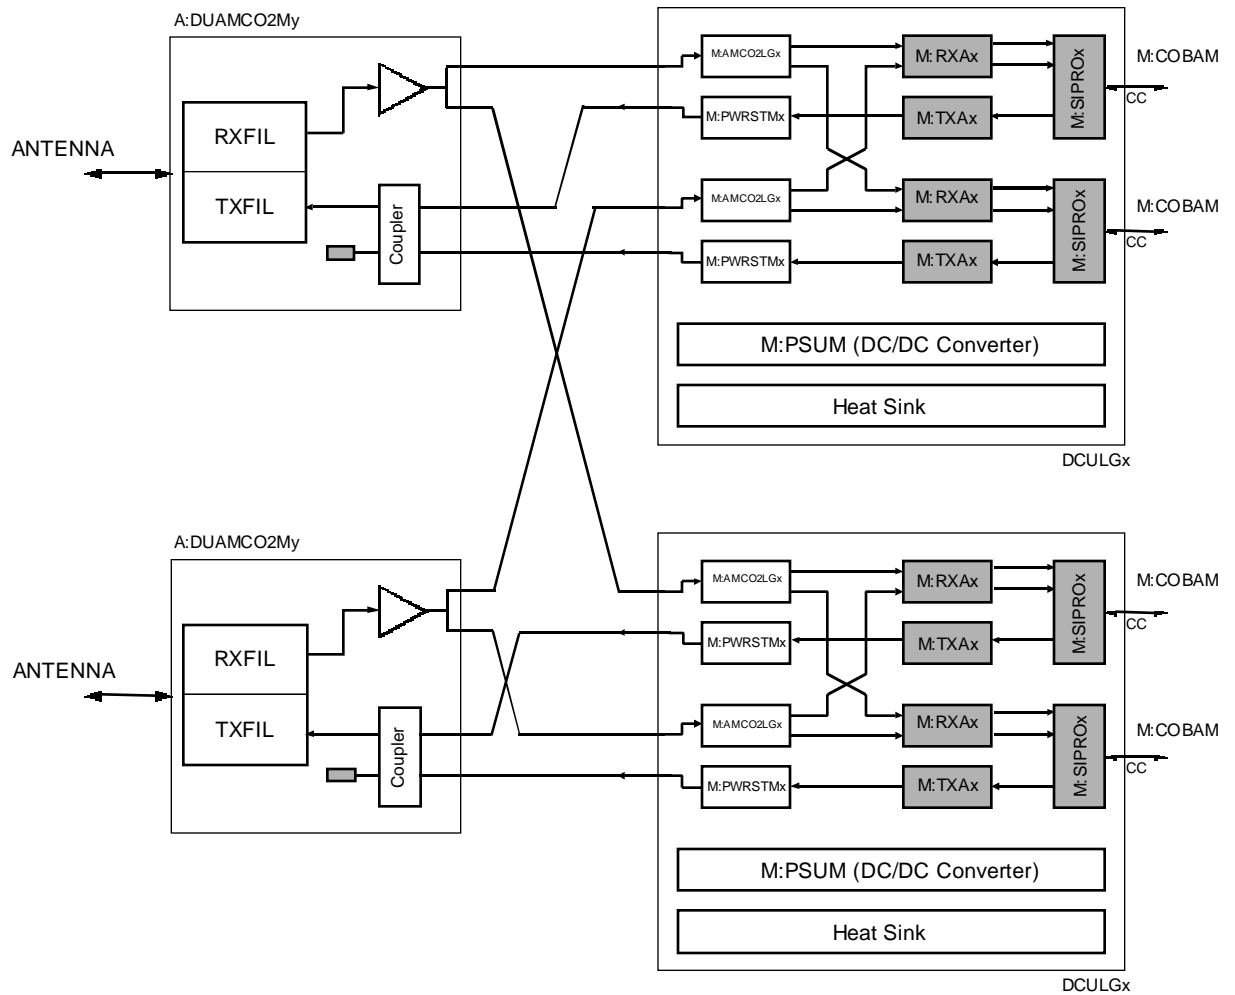 A:DUAMCO2My
ANTENNA
RXFIL
TXFIL
Coupler
M:AMCO2LGx
M:RXAx
M:SIPROx
M:COBAM
CC
M:PWRSTMx
M:TXAx
M:AMCO2LGx
M:RXAx
M:SIPROx
M:COBAM
CC
M:PWRSTMx
M:TXAx
M:PSUM (DC/DC Converter)
Heat Sink
DCULGx
A:DUAMCO2My
ANTENNA
RXFIL
TXFIL
Coupler
M:AMCO2LGx
M:RXAx
M:SIPROx
M:COBAM
CC
M:PWRSTMx
M:TXAx
M:AMCO2LGx
M:RXAx
M:SIPROx
M:COBAM
CC
M:PWRSTMx
M:TXAx
M:PSUM (DC/DC Converter)
Heat Sink
DCULGx